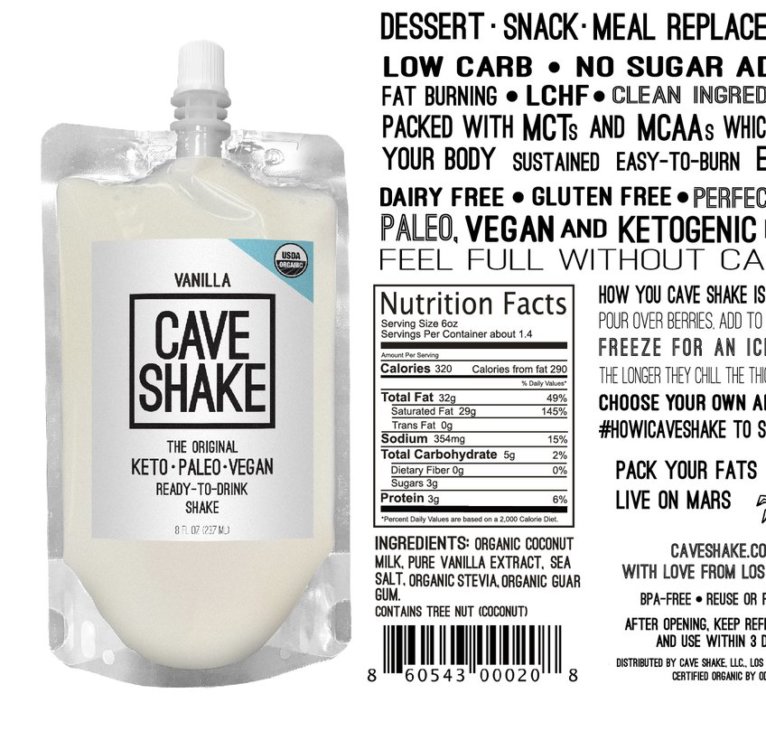 USDA
ORGANIC
VANILLA
CAVE
SHAKE
THE ORIGINAL
KETO · PALEO · VEGAN
READY-TO-DRINK
SHAKE
8 FL OZ (237 ML)
DESSERT · SNACK · MEAL REPLACE
LOW CARB • NO SUGAR AD
FAT BURNING • LCHF • CLEAN INGRED
PACKED WITH MCTs AND MCAAs WHIC
YOUR BODY SUSTAINED EASY-TO-BURN E
DAIRY FREE • GLUTEN FREE • PERFEC
PALEO, VEGAN AND KETOGENIC
FEEL FULL WITHOUT CA
Nutrition Facts
Serving Size 6oz
Servings Per Container about 1.4
Amount Per Serving
Calories 320 Calories from fat 290
% Daily Values*
Total Fat 32g 49%
Saturated Fat 29g 145%
Trans Fat 0g
Sodium 354mg 15%
Total Carbohydrate 5g 2%
Dietary Fiber 0g 0%
Sugars 3g
Protein 3g 6%
*Percent Daily Values are based on a 2,000 Calorie Diet.
INGREDIENTS: ORGANIC COCONUT
MILK, PURE VANILLA EXTRACT, SEA
SALT, ORGANIC STEVIA, ORGANIC GUAR
GUM.
CONTAINS TREE NUT (COCONUT)
8 60543 00020 8
HOW YOU CAVE SHAKE IS
POUR OVER BERRIES, ADD TO
FREEZE FOR AN ICE
THE LONGER THEY CHILL THE THIC
CHOOSE YOUR OWN A
#HOWICAVESHAKE TO S
PACK YOUR FATS
LIVE ON MARS
CAVESHAKE.CO
WITH LOVE FROM LOS
BPA-FREE • REUSE OR
AFTER OPENING, KEEP REF
AND USE WITHIN 3 D
DISTRIBUTED BY CAVE SHAKE, LLC., LOS
CERTIFIED ORGANIC BY